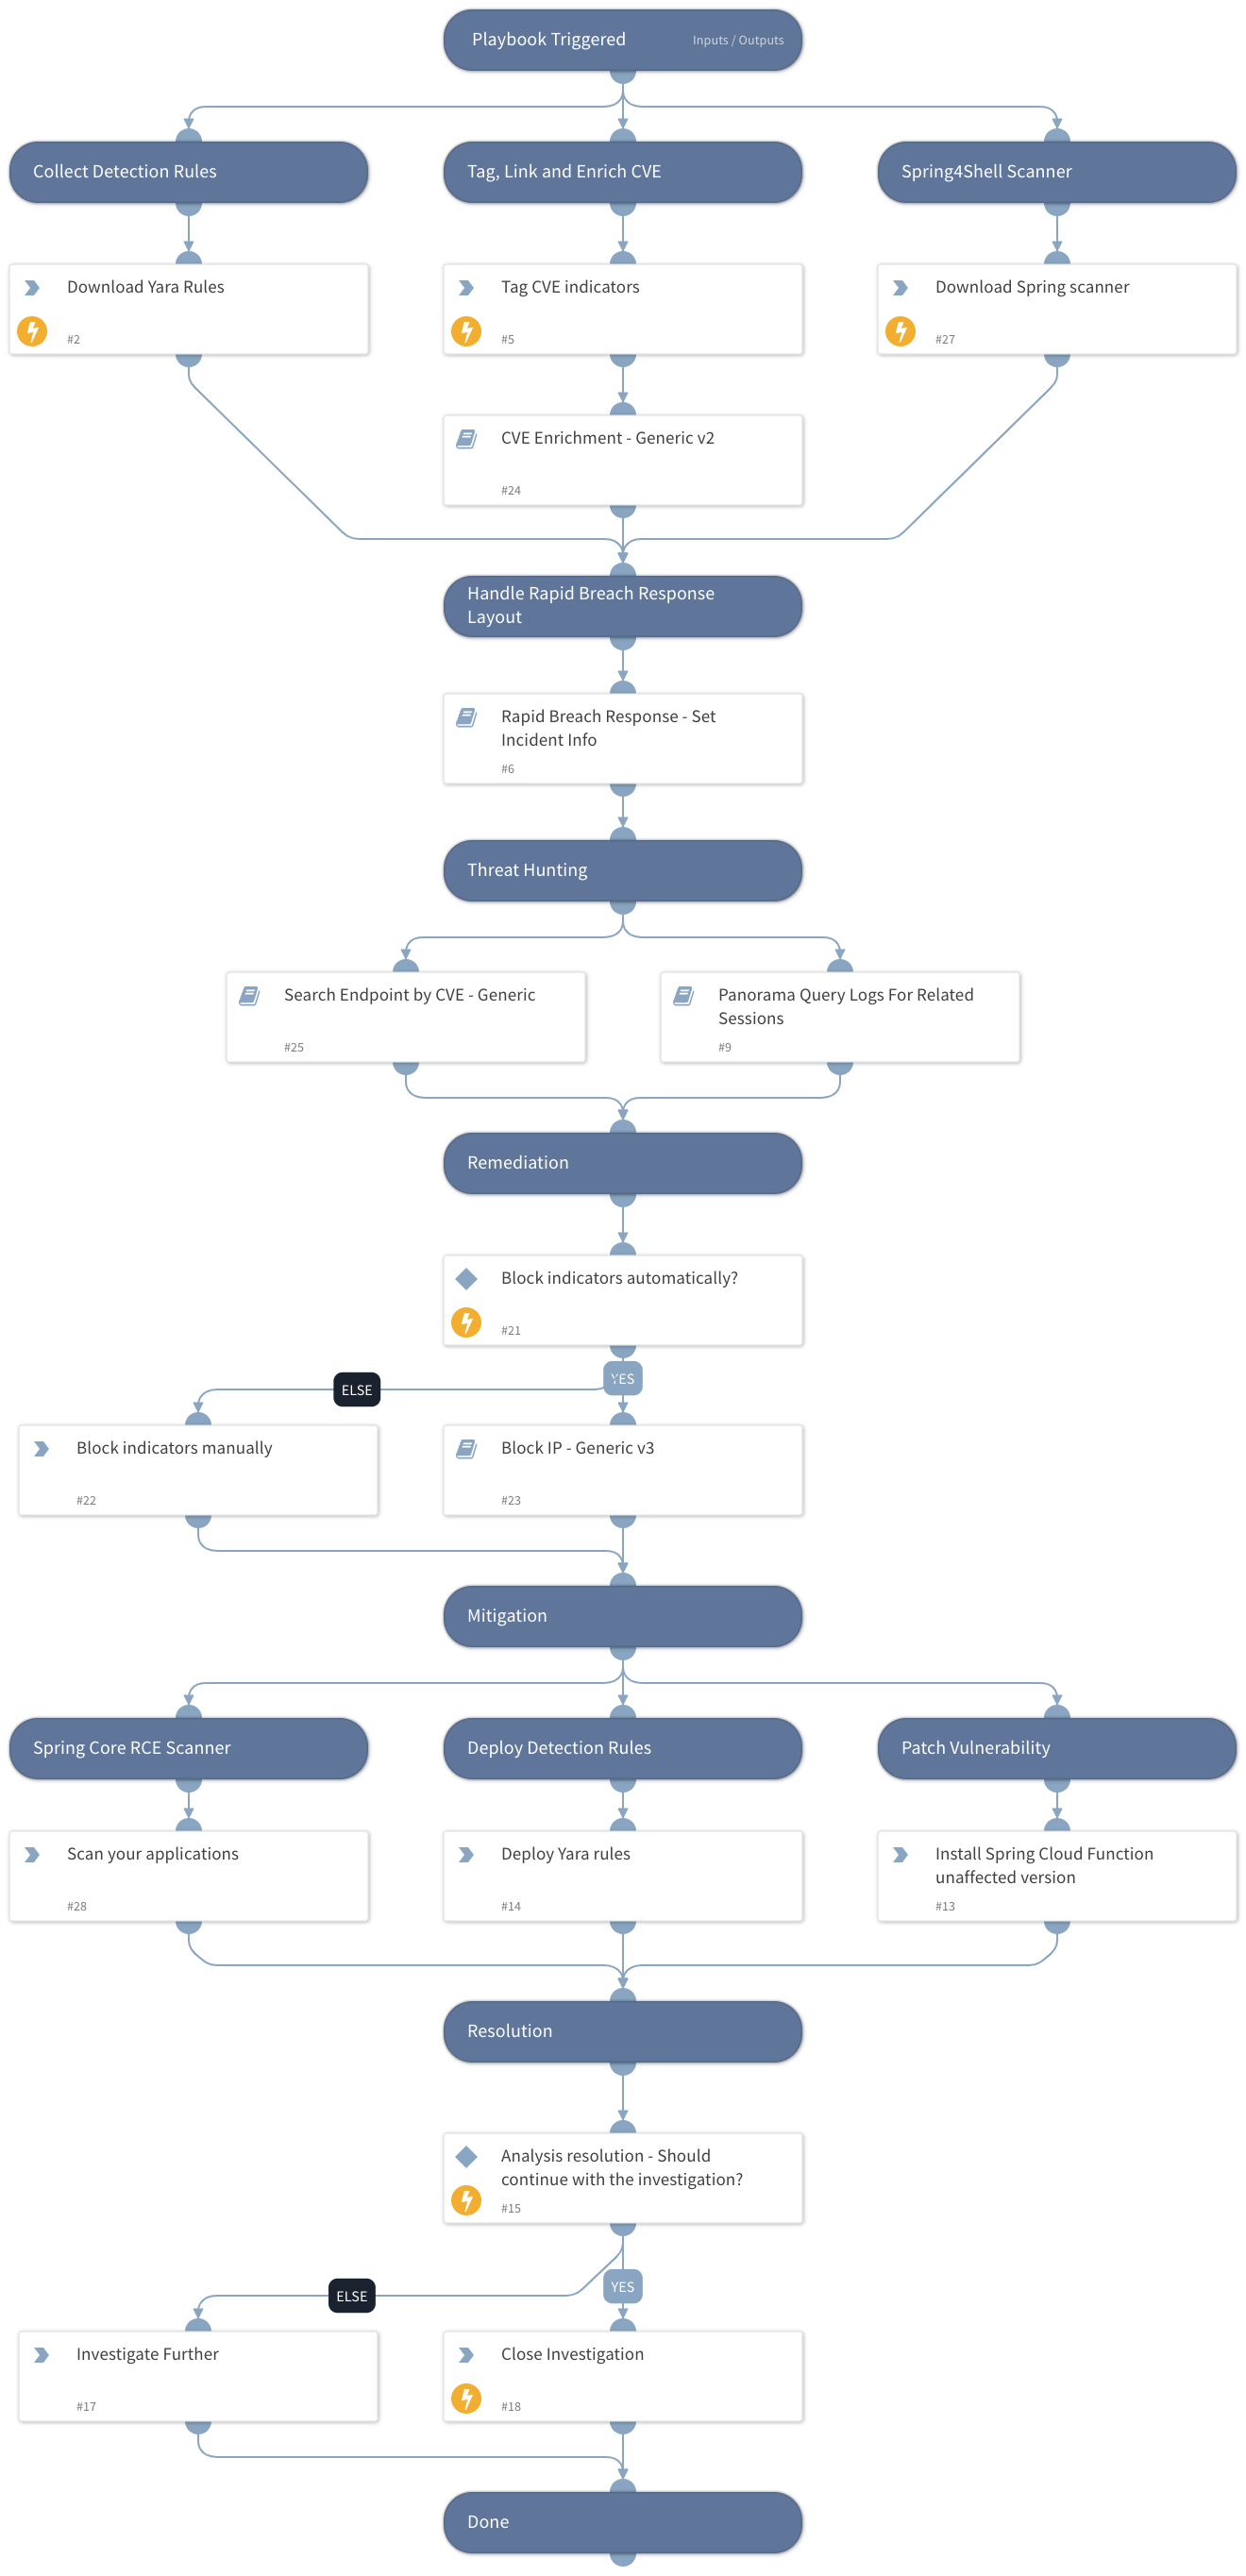 Playbook Triggered
Inputs / Outputs
Collect Detection Rules
Tag, Link and Enrich CVE
Spring4Shell Scanner
Download Yara Rules
#2
Tag CVE indicators
#5
Download Spring scanner
#27
CVE Enrichment - Generic v2
#24
Handle Rapid Breach Response
Layout
Rapid Breach Response - Set
Incident Info
#6
Threat Hunting
Search Endpoint by CVE - Generic
#25
Panorama Query Logs For Related
Sessions
#9
Remediation
Block indicators automatically?
#21
ELSE
YES
Block indicators manually
#22
Block IP - Generic v3
#23
Mitigation
Spring Core RCE Scanner
Deploy Detection Rules
Patch Vulnerability
Scan your applications
#28
Deploy Yara rules
#14
Install Spring Cloud Function
unaffected version
#13
Resolution
Analysis resolution - Should
continue with the investigation?
#15
ELSE
YES
Investigate Further
#17
Close Investigation
#18
Done